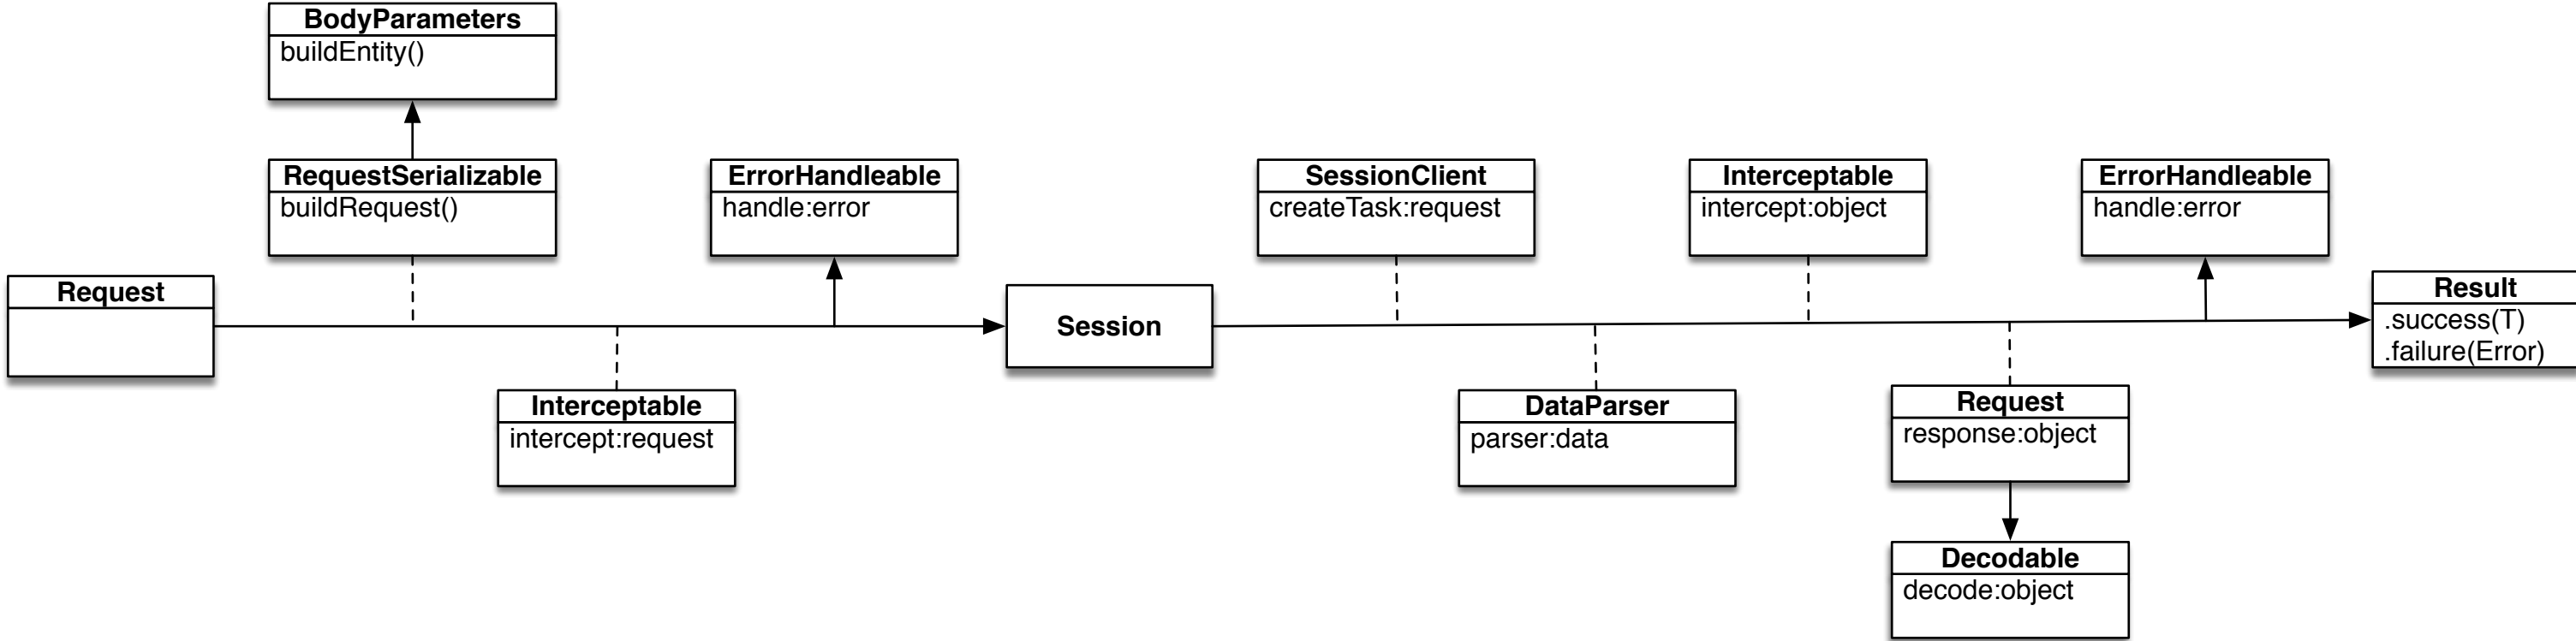 BodyParameters
buildEntity()
RequestSerializable
buildRequest()
ErrorHandleable
handle:error
SessionClient
createTask:request
Interceptable
intercept:object
ErrorHandleable
handle:error
Request
Session
Result
.success(T)
.failure(Error)
Interceptable
intercept:request
DataParser
parser:data
Request
response:object
Decodable
decode:object